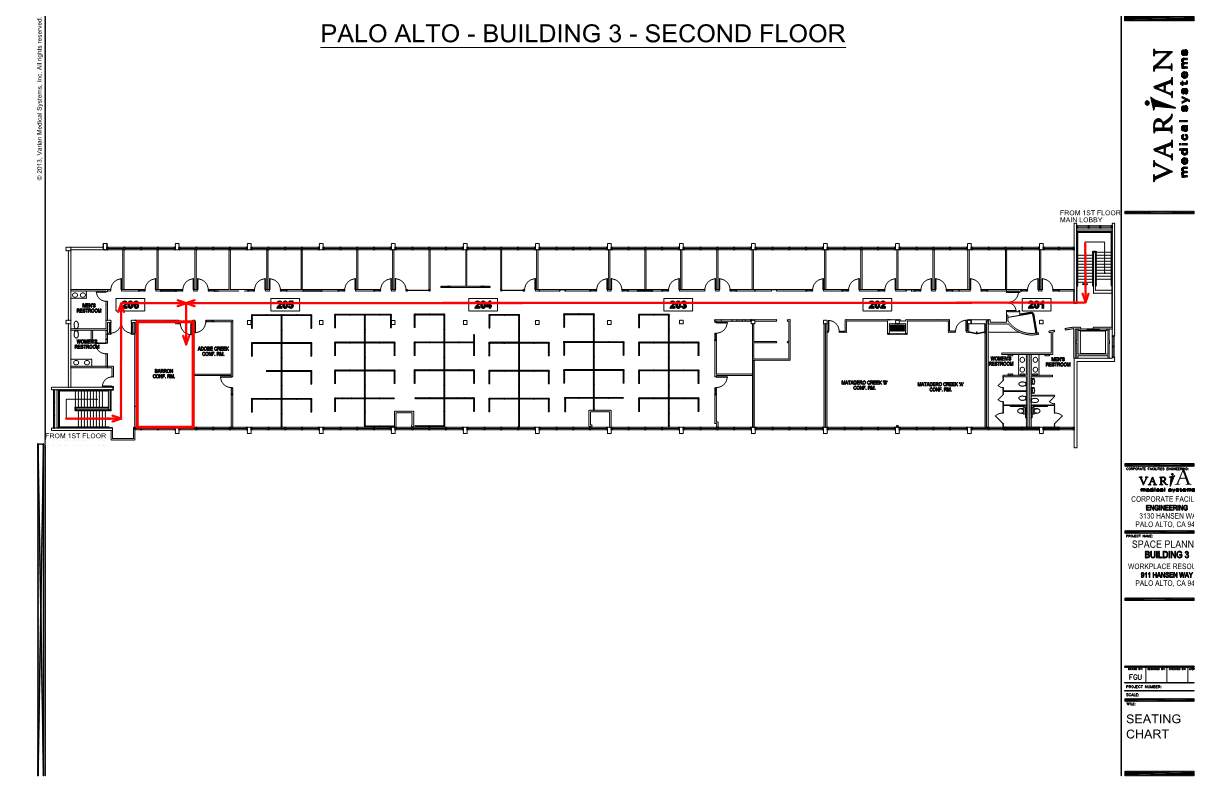 PALO ALTO - BUILDING 3 - SECOND FLOOR
© 2013, Varian Medical Systems, Inc. All rights reserved.
VARIAN
medical systems
FROM 1ST FLOOR
MAIN LOBBY
206
205
204
203
202
201
MEN'S
RESTROOM
WOMEN'S
RESTROOM
BARRON
CONF. RM.
ADOBE CREEK
CONF. RM.
MATADERO CREEK 'B'
CONF. RM.
MATADERO CREEK 'A'
CONF. RM.
WOMEN'S
RESTROOM
MEN'S
RESTROOM
FROM 1ST FLOOR
CORPORATE FACILITIES ENGINEERING
VARIA
medical systems
CORPORATE FACIL
ENGINEERING
3130 HANSEN WA
PALO ALTO, CA 94
PROJECT NAME:
SPACE PLANN
BUILDING 3
WORKPLACE RESOU
911 HANSEN WAY
PALO ALTO, CA 94
FGU
PROJECT NUMBER:
SCALE:
TITLE:
SEATING
CHART